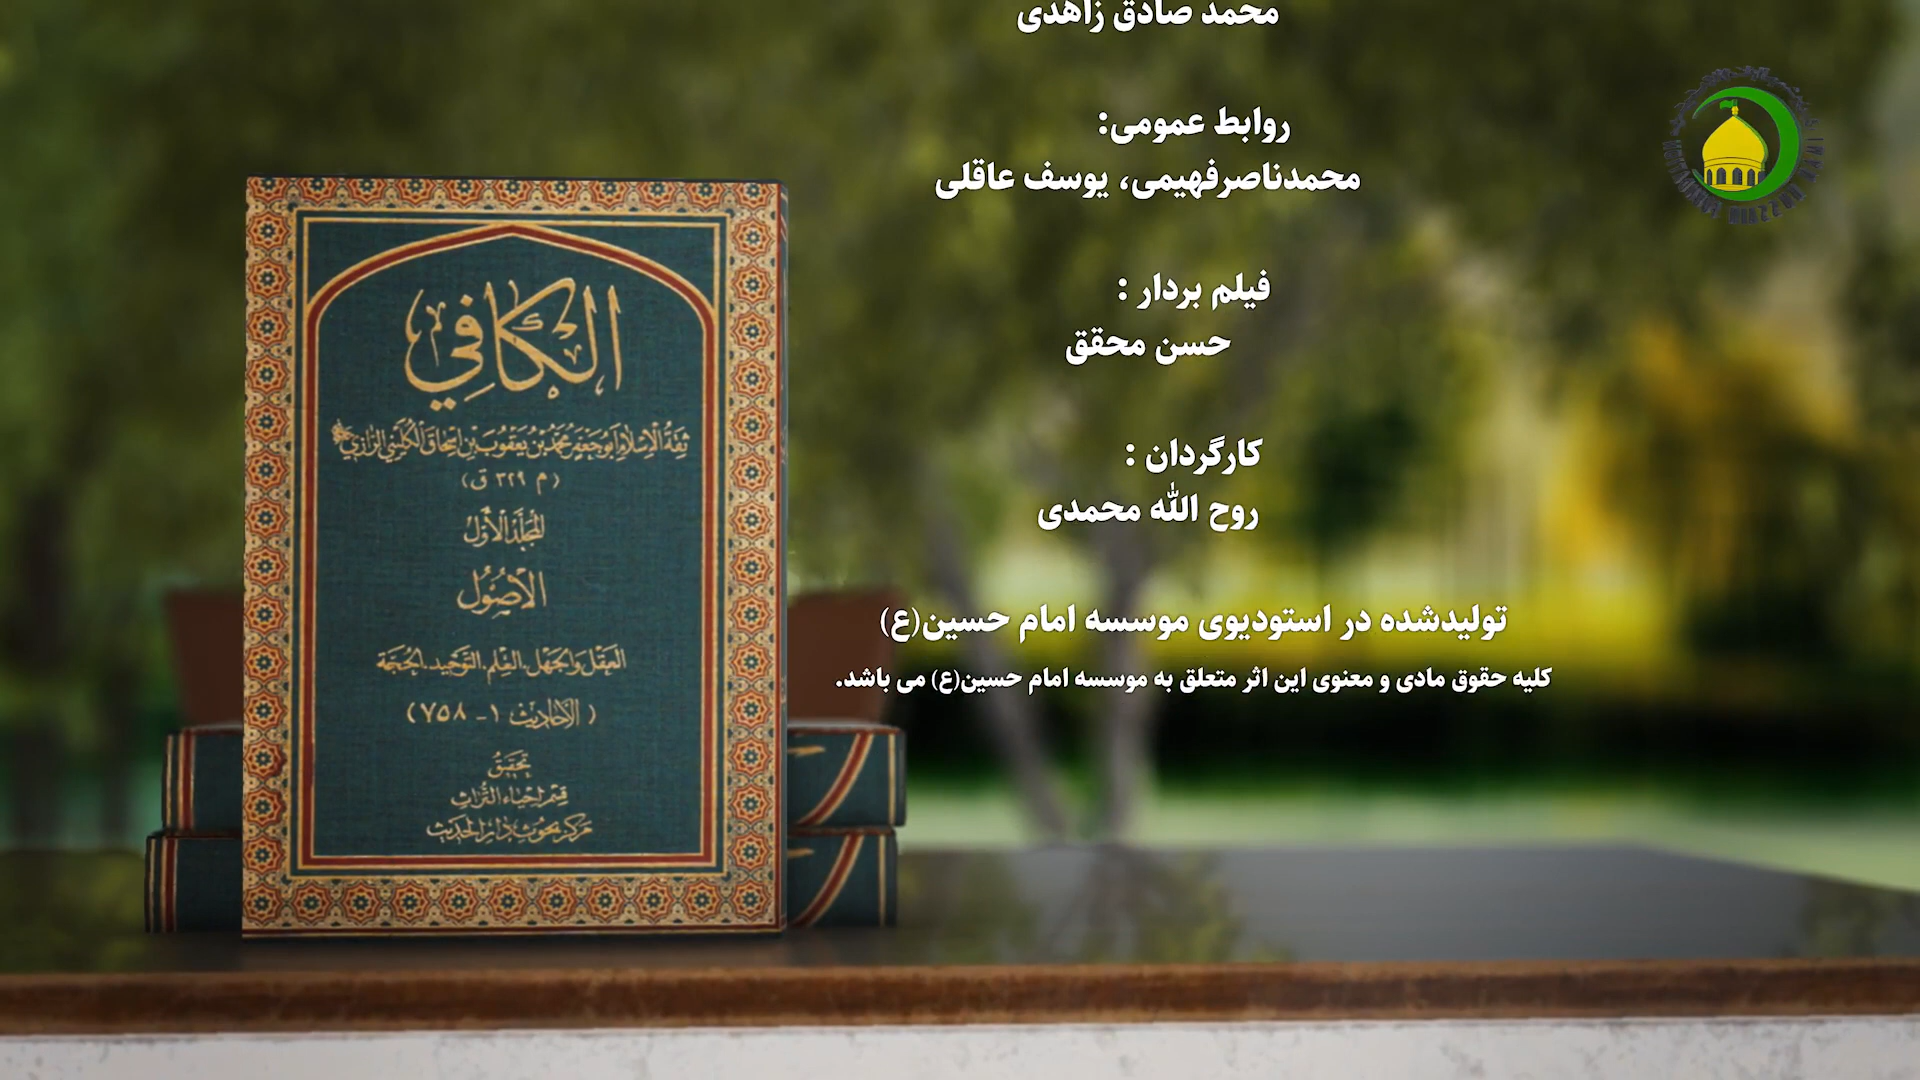 محمد صادق زاهدی
روابط عمومی:
محمدناصرفهیمی، یوسف عاقلی
فیلم بردار :
حسن محقق
کارگردان :
روح الله محمدی
تولیدشده در استودیوی موسسه امام حسین(ع)
کلیه حقوق مادی و معنوی این اثر متعلق به موسسه امام حسین(ع) می باشد.
الكافي
ثقة الإسلام أبو جعفر محمد بن يعقوب بن إسحاق الكليني الرازي
(م ٣٢٩ ق)
المجلد الأول
الأصول
العقل والجهل . العلم . التوحيد . الحجة
(الأحاديث ١ - ٧٥٨)
تحقيق
قسم إحياء التراث
مركز بحوث دار الحديث